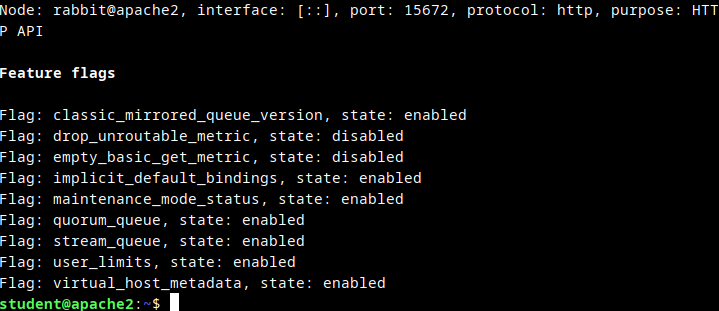 Node: rabbit@apache2, interface: [::], port: 15672, protocol: http, purpose: HTT
P API
Feature flags
Flag: classic_mirrored_queue_version, state: enabled
Flag: drop_unroutable_metric, state: disabled
Flag: empty_basic_get_metric, state: disabled
Flag: implicit_default_bindings, state: enabled
Flag: maintenance_mode_status, state: enabled
Flag: quorum_queue, state: enabled
Flag: stream_queue, state: enabled
Flag: user_limits, state: enabled
Flag: virtual_host_metadata, state: enabled
student@apache2:~$